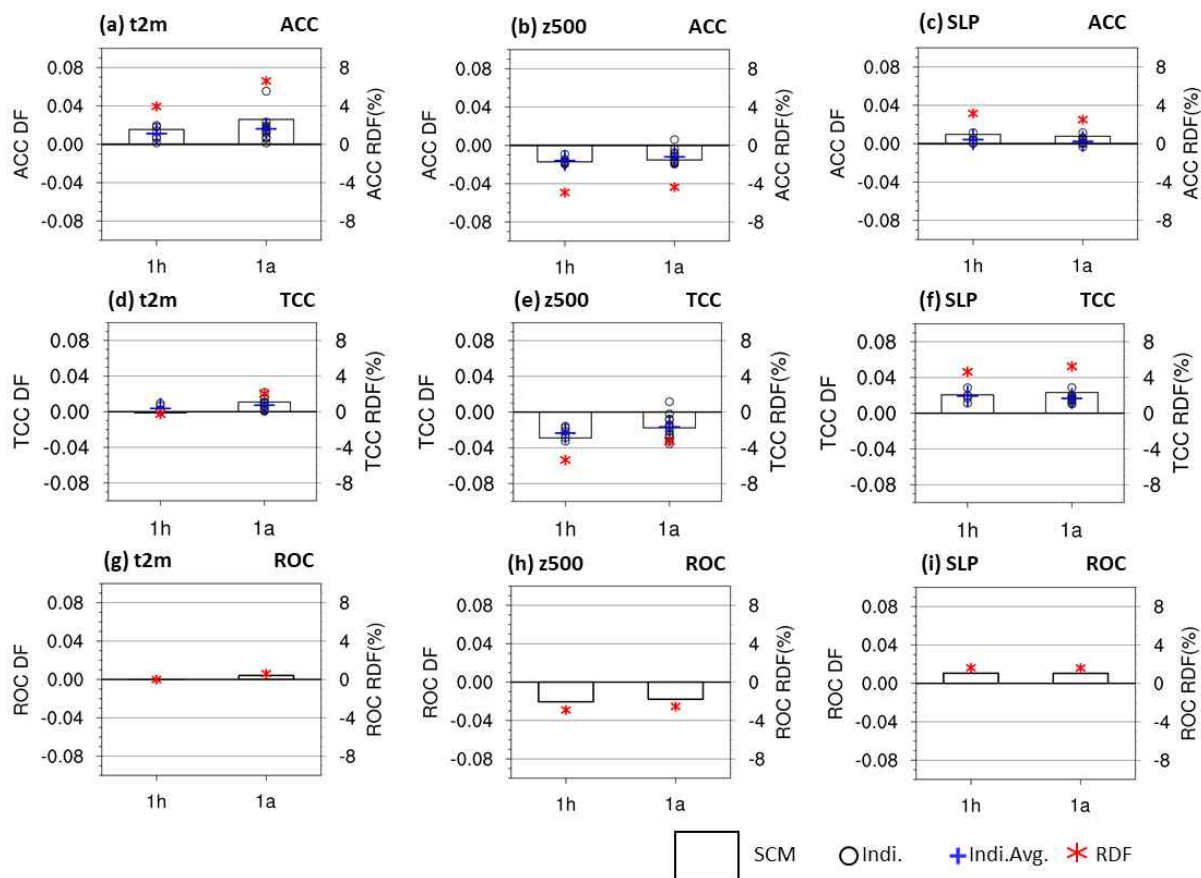 (a) t2m ACC
0.08
0.04
0.00
-0.04
-0.08
ACC DF
8
4
0
-4
-8
ACC RDF(%)
1h 1a
(b) z500 ACC
0.08
0.04
0.00
-0.04
-0.08
ACC DF
8
4
0
-4
-8
ACC RDF(%)
1h 1a
(c) SLP ACC
0.08
0.04
0.00
-0.04
-0.08
ACC DF
8
4
0
-4
-8
ACC RDF(%)
1h 1a
(d) t2m TCC
0.08
0.04
0.00
-0.04
-0.08
TCC DF
8
4
0
-4
-8
TCC RDF(%)
1h 1a
(e) z500 TCC
0.08
0.04
0.00
-0.04
-0.08
TCC DF
8
4
0
-4
-8
TCC RDF(%)
1h 1a
(f) SLP TCC
0.08
0.04
0.00
-0.04
-0.08
TCC DF
8
4
0
-4
-8
TCC RDF(%)
1h 1a
(g) t2m ROC
0.08
0.04
0.00
-0.04
-0.08
ROC DF
8
4
0
-4
-8
ROC RDF(%)
1h 1a
(h) z500 ROC
0.08
0.04
0.00
-0.04
-0.08
ROC DF
8
4
0
-4
-8
ROC RDF(%)
1h 1a
(i) SLP ROC
0.08
0.04
0.00
-0.04
-0.08
ROC DF
8
4
0
-4
-8
ROC RDF(%)
1h 1a
SCM Indi. Indi.Avg. RDF